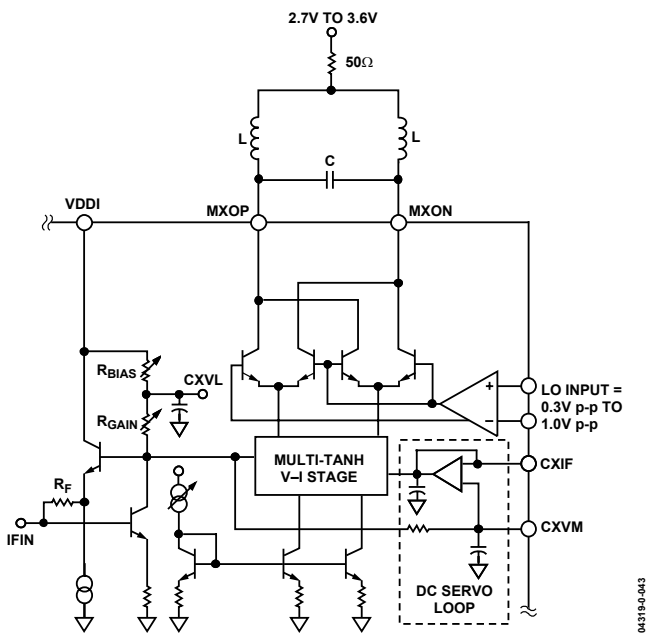 2.7V TO 3.6V
50Ω
L
L
C
VDDI
MXOP
MXON
RBIAS
CXVL
RGAIN
+
LO INPUT =
0.3V p-p TO
1.0V p-p
–
MULTI-TANH
V–I STAGE
CXIF
RF
IFIN
CXVM
DC SERVO
LOOP
04319-0-043